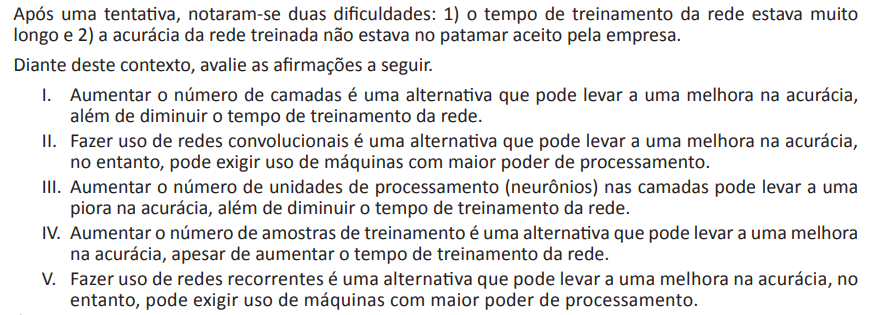 Após uma tentativa, notaram-se duas dificuldades: 1) o tempo de treinamento da rede estava muito
longo e 2) a acurácia da rede treinada não estava no patamar aceito pela empresa.
Diante deste contexto, avalie as afirmações a seguir.
I. Aumentar o número de camadas é uma alternativa que pode levar a uma melhora na acurácia,
além de diminuir o tempo de treinamento da rede.
II. Fazer uso de redes convolucionais é uma alternativa que pode levar a uma melhora na acurácia,
no entanto, pode exigir uso de máquinas com maior poder de processamento.
III. Aumentar o número de unidades de processamento (neurônios) nas camadas pode levar a uma
piora na acurácia, além de diminuir o tempo de treinamento da rede.
IV. Aumentar o número de amostras de treinamento é uma alternativa que pode levar a uma melhora
na acurácia, apesar de aumentar o tempo de treinamento da rede.
V. Fazer uso de redes recorrentes é uma alternativa que pode levar a uma melhora na acurácia, no
entanto, pode exigir uso de máquinas com maior poder de processamento.